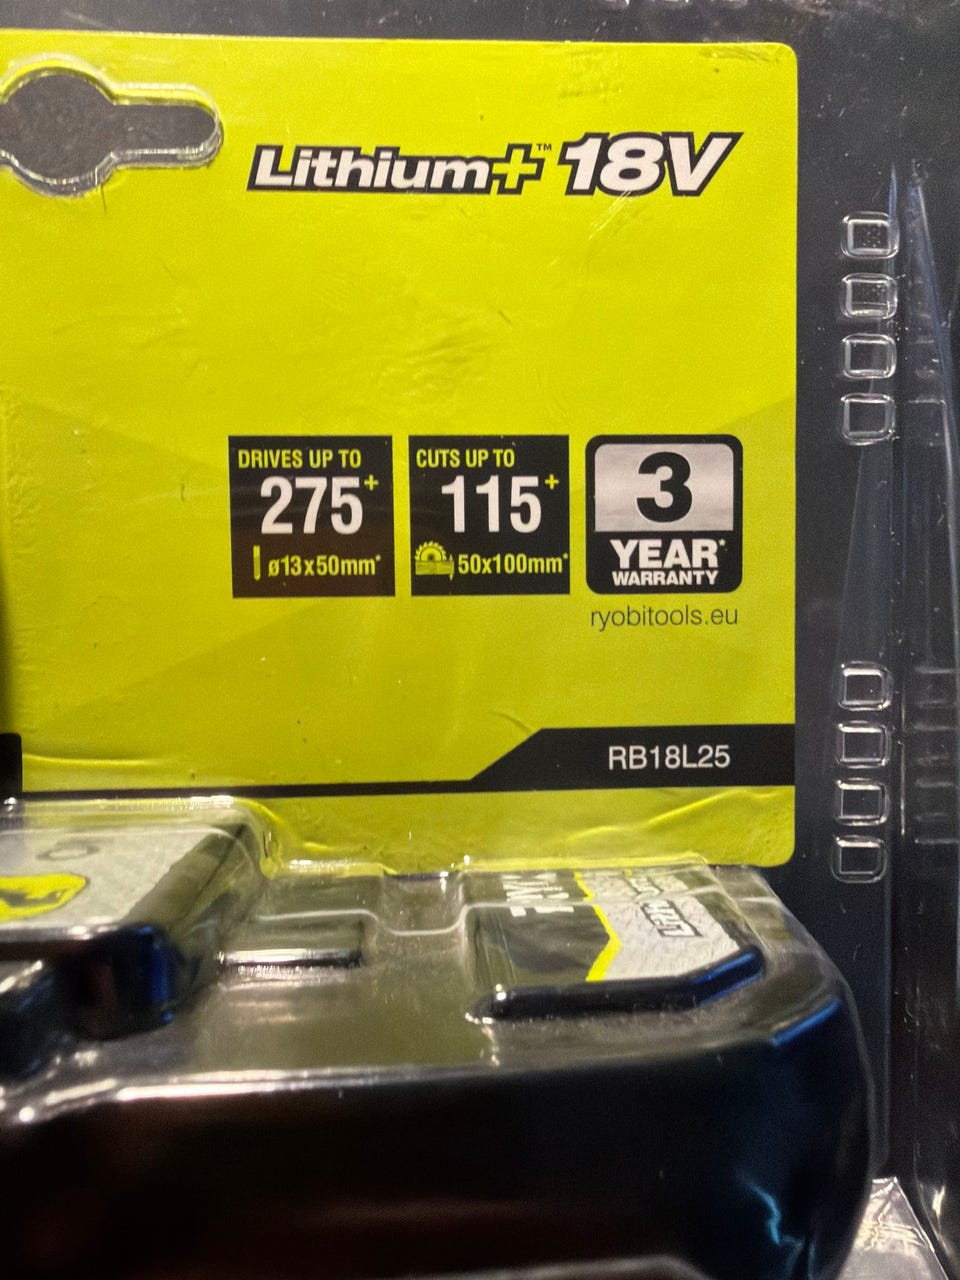 Lithium+™ 18V
DRIVES UP TO
275+
ø13x50mm*
CUTS UP TO
115+
50x100mm*
3
YEAR*
WARRANTY
ryobitools.eu
RB18L25